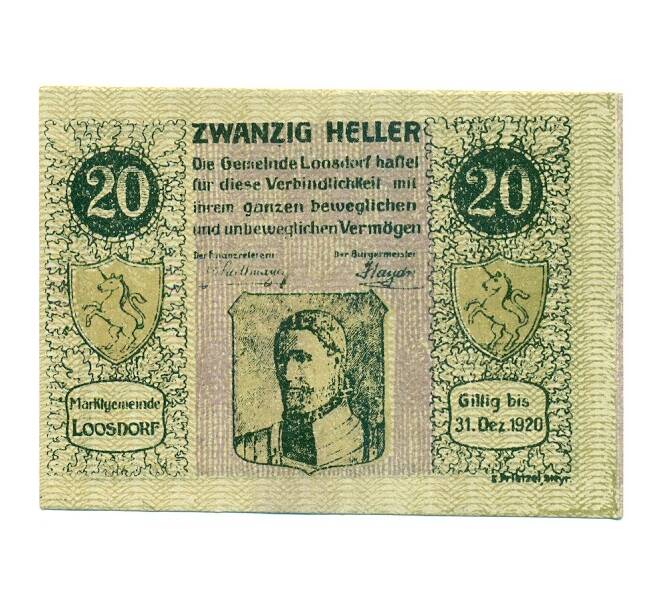 ZWANZIG HELLER
Die Gemeinde Loosdorf haftet
für diese Verbindlichkeit mit
ihrem ganzen beweglichen
und unbeweglichen Vermögen
Der Finanzreferent
Der Bürgermeister
Haydn
20
20
Marktgemeinde
LOOSDORF
Giltig bis
31. Dez. 1920